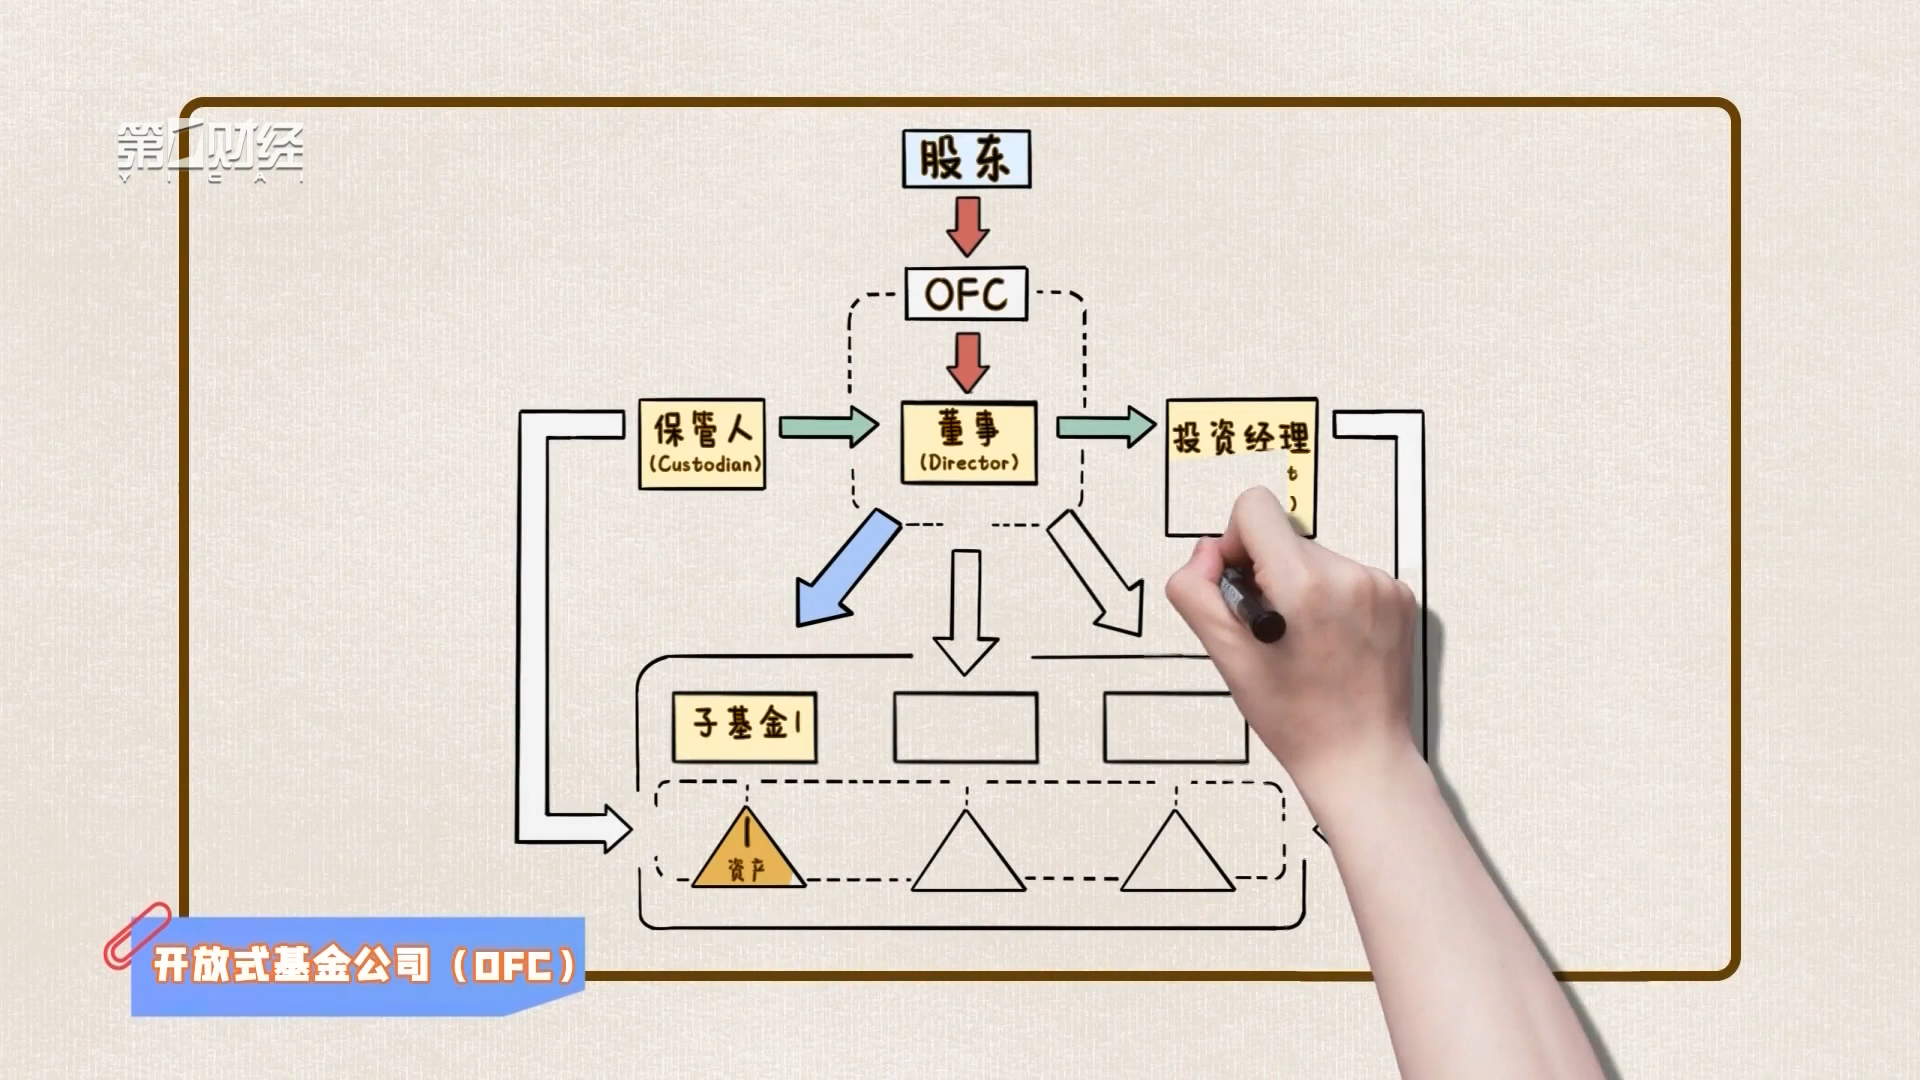 第一财经
YICAI
股东
OFC
保管人
(Custodian)
董事
(Director)
投资经理
t
)
子基金1
1
资产
开放式基金公司（OFC）